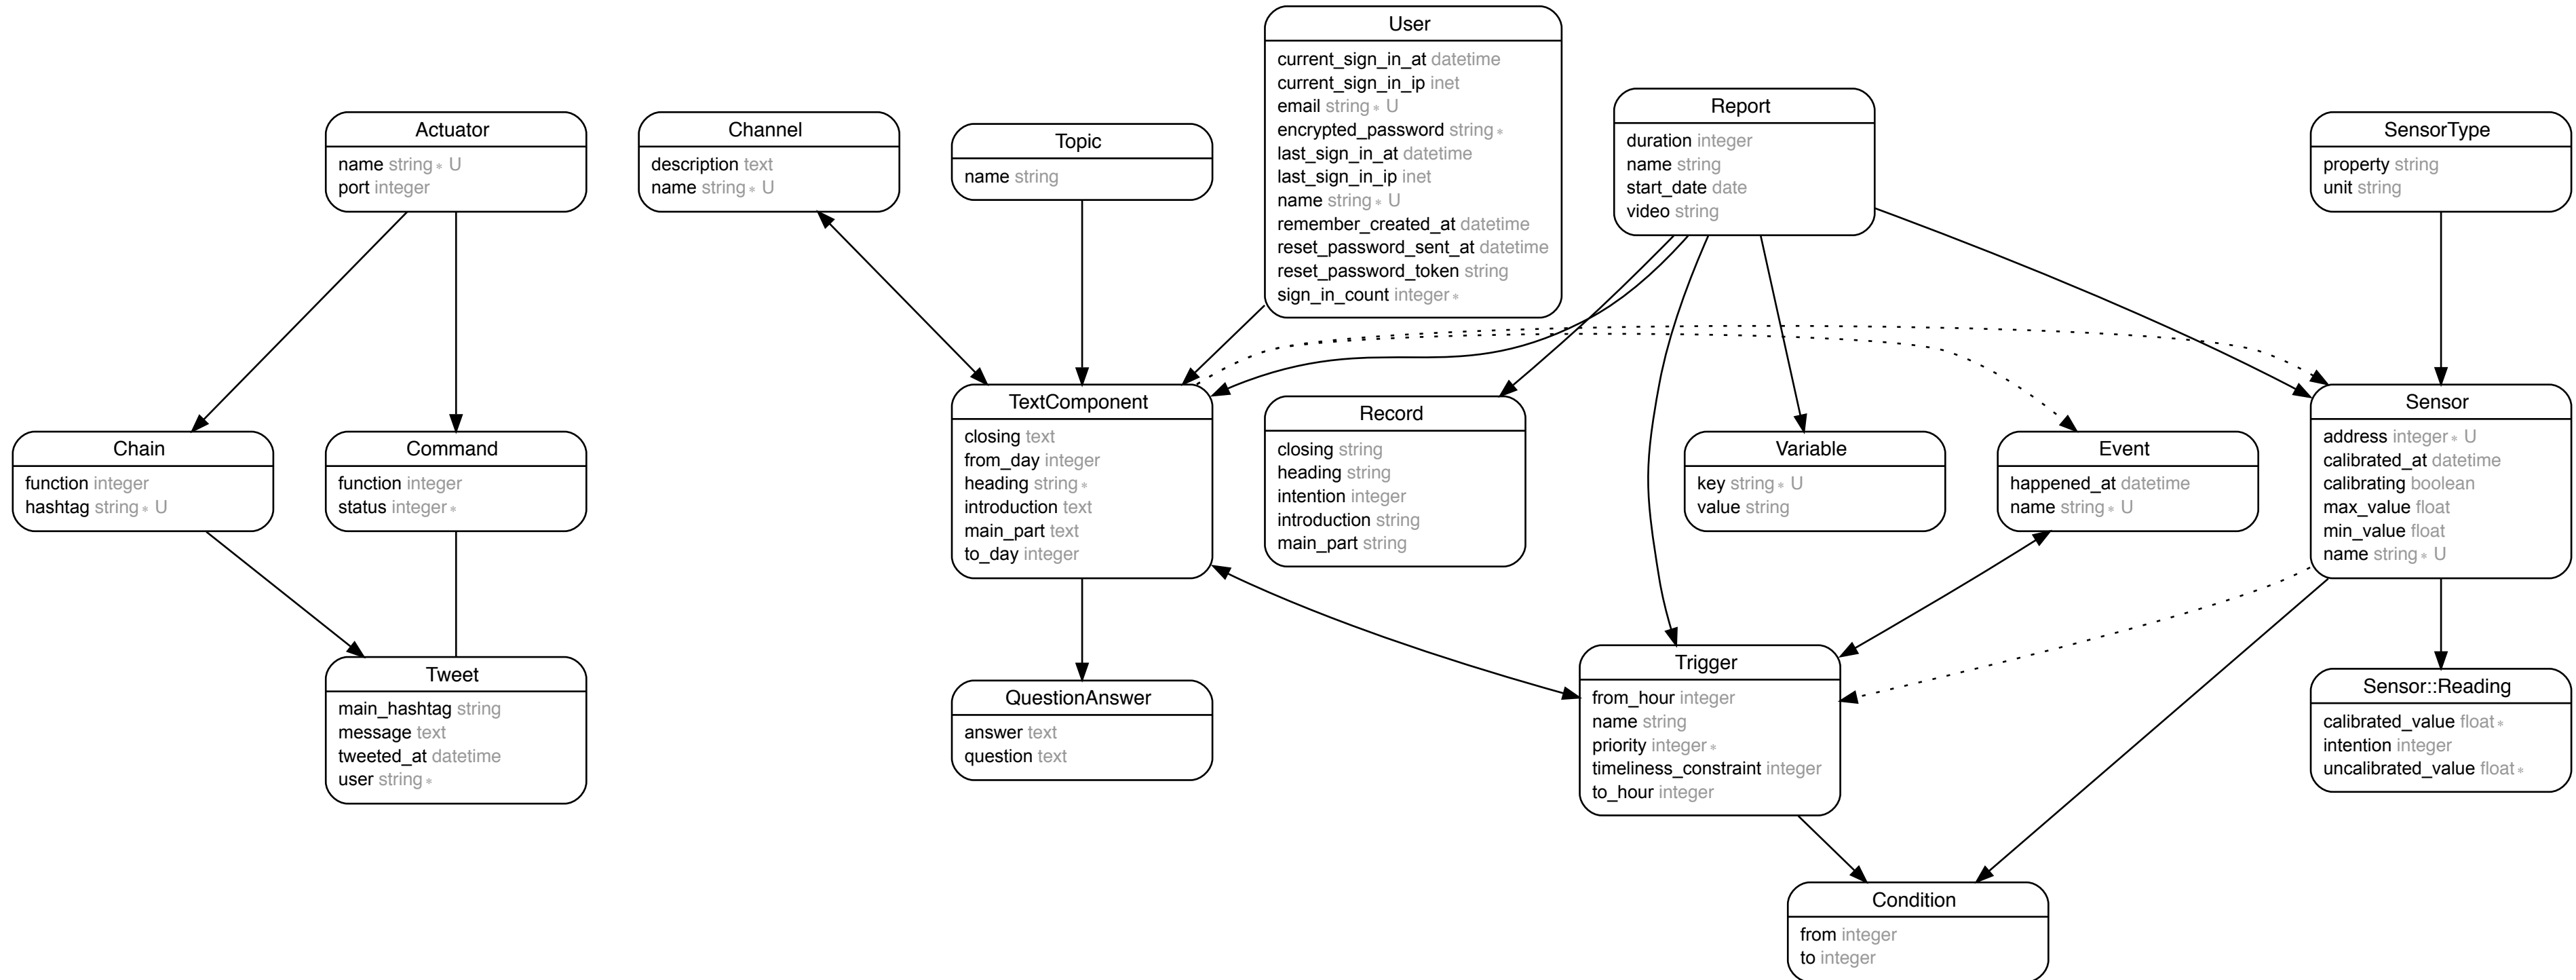 User
current_sign_in_at datetime
current_sign_in_ip inet
email string∗ U
encrypted_password string∗
last_sign_in_at datetime
last_sign_in_ip inet
name string∗ U
remember_created_at datetime
reset_password_sent_at datetime
reset_password_token string
sign_in_count integer∗
Report
duration integer
name string
start_date date
video string
Actuator
name string∗ U
port integer
Channel
description text
name string∗ U
Topic
name string
SensorType
property string
unit string
TextComponent
closing text
from_day integer
heading string∗
introduction text
main_part text
to_day integer
Record
closing string
heading string
intention integer
introduction string
main_part string
Sensor
address integer∗ U
calibrated_at datetime
calibrating boolean
max_value float
min_value float
name string∗ U
Chain
function integer
hashtag string∗ U
Command
function integer
status integer∗
Variable
key string∗ U
value string
Event
happened_at datetime
name string∗ U
Tweet
main_hashtag string
message text
tweeted_at datetime
user string∗
QuestionAnswer
answer text
question text
Trigger
from_hour integer
name string
priority integer∗
timeliness_constraint integer
to_hour integer
Sensor::Reading
calibrated_value float∗
intention integer
uncalibrated_value float∗
Condition
from integer
to integer